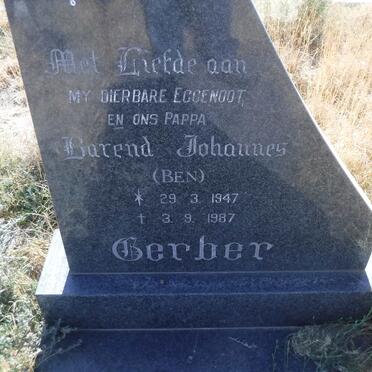 Met Liefde aan
MY DIERBARE EGGENOOT
EN ONS PAPPA
Barend Johannes
(BEN)
* 29. 3. 1947
† 3. 9. 1987
Gerber